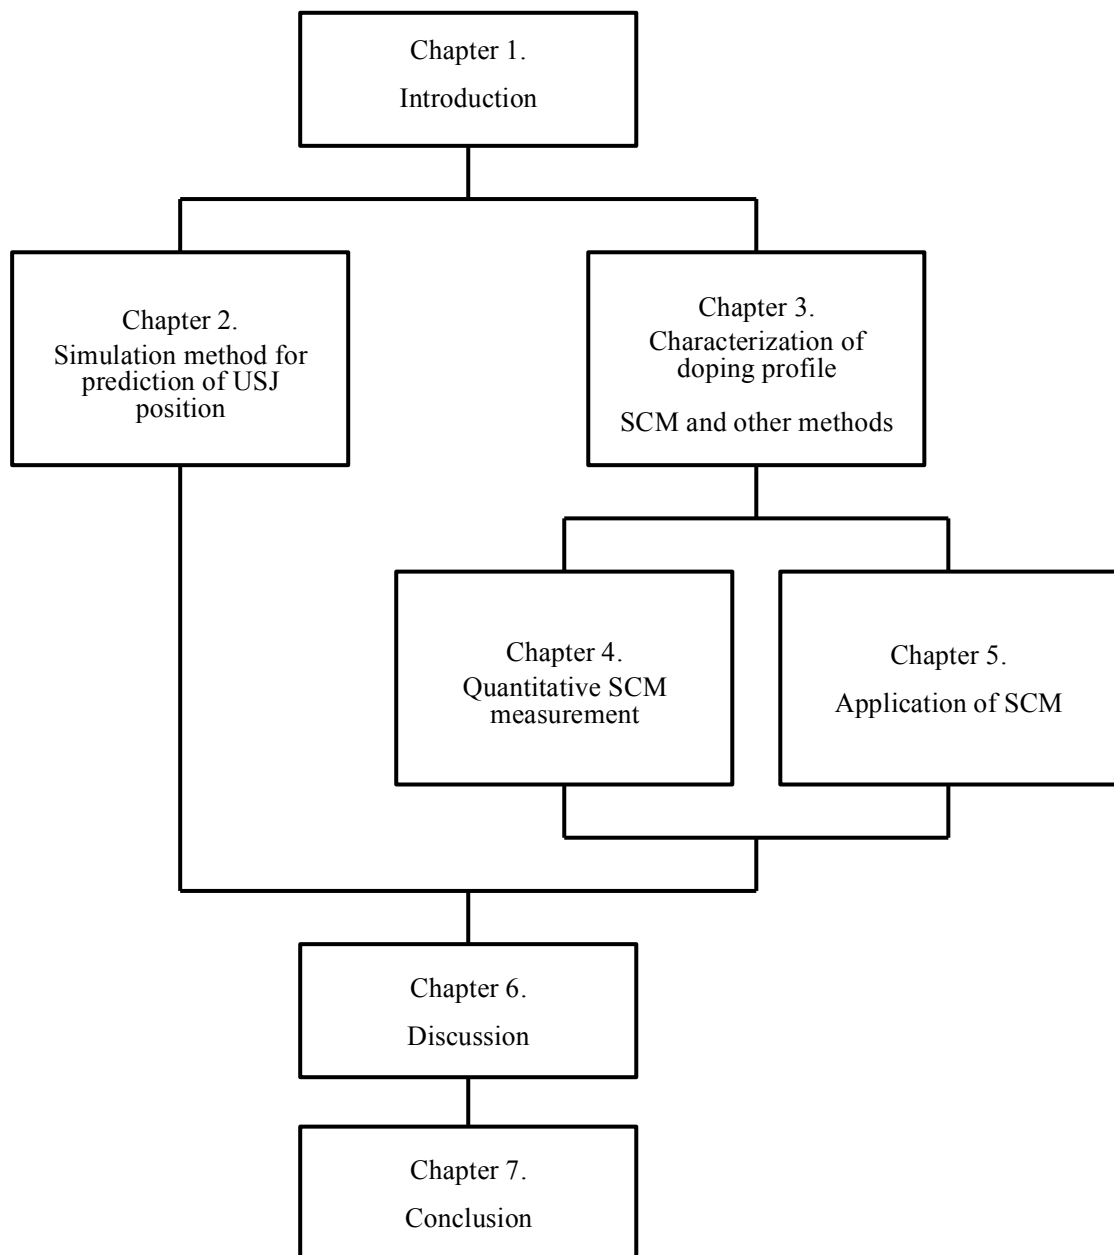 Chapter 1.
Introduction
Chapter 2.
Simulation method for
prediction of USJ
position
Chapter 3.
Characterization of
doping profile
SCM and other methods
Chapter 4.
Quantitative SCM
measurement
Chapter 5.
Application of SCM
Chapter 6.
Discussion
Chapter 7.
Conclusion